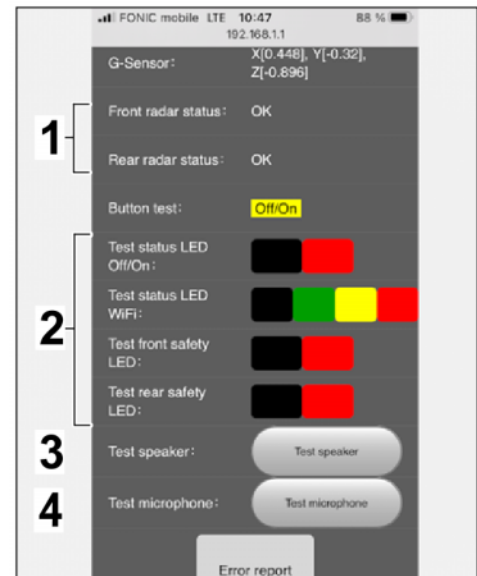 FONIC mobile LTE 10:47 88 %
192.168.1.1
G-Sensor: X[0.448], Y[-0.32],
Z[-0.896]
1
Front radar status: OK
Rear radar status: OK
Button test: Off/On
2
Test status LED
Off/On:
Test status LED
WiFi:
Test front safety
LED:
Test rear safety
LED:
3 Test speaker: Test speaker
4 Test microphone: Test microphone
Error report